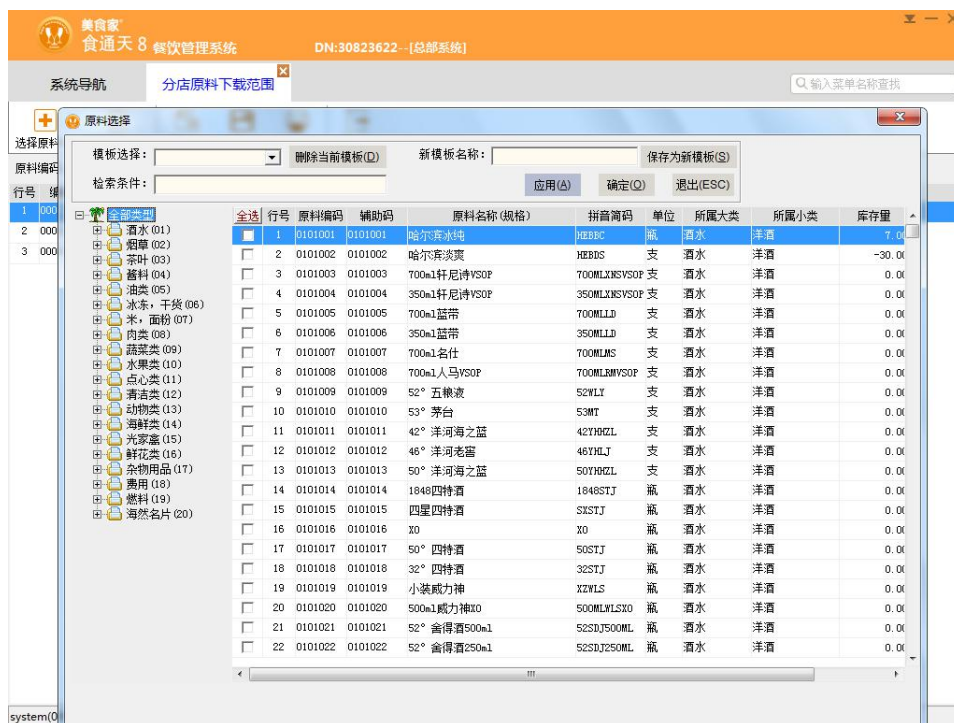 美食家®
食通天 8 餐饮管理系统 DN:30823622--[总部系统]
系统导航 分店原料下载范围 输入菜单名称查找
选择原料
原料选择
原料编码
行号 编
1 000
2 000
3 000
模板选择: 删除当前模板(D) 新模板名称: 保存为新模板(S)
检索条件: 应用(A) 确定(O) 退出(ESC)
全部类型
酒水(01)
烟草(02)
茶叶(03)
酱料(04)
油类(05)
冰冻,干货(06)
米,面粉(07)
肉类(08)
蔬菜类(09)
水果类(10)
点心类(11)
清洁类(12)
动物类(13)
海鲜类(14)
光家禽(15)
鲜花类(16)
杂物用品(17)
费用(18)
燃料(19)
海然名片(20)
全选 行号 原料编码 辅助码 原料名称(规格) 拼音简码 单位 所属大类 所属小类 库存量
1 0101001 0101001 哈尔滨冰纯 HEBBC 瓶 酒水 洋酒 7.0
2 0101002 0101002 哈尔滨淡爽 HEBDS 支 酒水 洋酒 -30.00
3 0101003 0101003 700ml轩尼诗VSOP 700MLXNSVSOP 支 酒水 洋酒 0.00
4 0101004 0101004 350ml轩尼诗VSOP 350MLXNSVSOP 支 酒水 洋酒 0.00
5 0101005 0101005 700ml蓝带 700MLLD 支 酒水 洋酒 0.00
6 0101006 0101006 350ml蓝带 350MLLD 支 酒水 洋酒 0.00
7 0101007 0101007 700ml名仕 700MLMS 支 酒水 洋酒 0.00
8 0101008 0101008 700ml人马VSOP 700MLRMVSOP 支 酒水 洋酒 0.00
9 0101009 0101009 52° 五粮液 52WLY 支 酒水 洋酒 0.00
10 0101010 0101010 53° 茅台 53MT 支 酒水 洋酒 0.00
11 0101011 0101011 42° 洋河海之蓝 42YHHZL 支 酒水 洋酒 0.00
12 0101012 0101012 46° 洋河老窖 46YHLJ 支 酒水 洋酒 0.00
13 0101013 0101013 50° 洋河海之蓝 50YHHZL 支 酒水 洋酒 0.00
14 0101014 0101014 1848四特酒 1848STJ 瓶 酒水 洋酒 0.00
15 0101015 0101015 四星四特酒 SXSTJ 瓶 酒水 洋酒 0.00
16 0101016 0101016 XO XO 瓶 酒水 洋酒 0.00
17 0101017 0101017 50° 四特酒 50STJ 瓶 酒水 洋酒 0.00
18 0101018 0101018 32° 四特酒 32STJ 瓶 酒水 洋酒 0.00
19 0101019 0101019 小装威力神 XZWLS 瓶 酒水 洋酒 0.00
20 0101020 0101020 500ml威力神XO 500MLWLSXO 瓶 酒水 洋酒 0.00
21 0101021 0101021 52° 舍得酒500ml 52SDJ500ML 瓶 酒水 洋酒 0.00
22 0101022 0101022 52° 舍得酒250ml 52SDJ250ML 瓶 酒水 洋酒 0.00
system(0